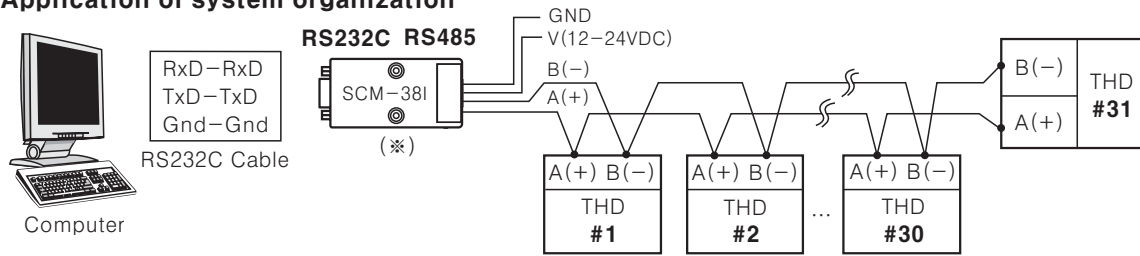 Application of system organization
Computer
RxD−RxD
TxD−TxD
Gnd−Gnd
RS232C Cable
RS232C RS485
SCM−38I
(※)
GND
V(12−24VDC)
B(−)
A(+)
A(+) B(−)
THD
#1
A(+) B(−)
THD
#2
...
A(+) B(−)
THD
#30
B(−)
A(+)
THD
#31